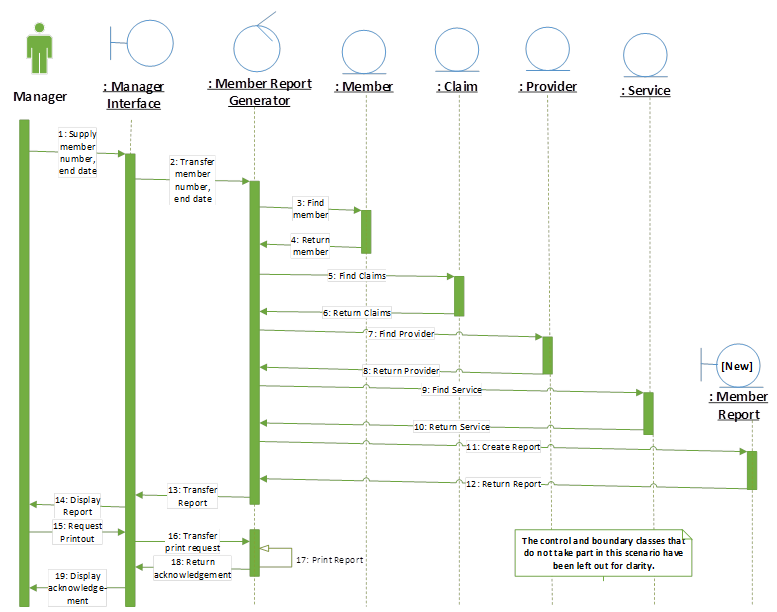 Manager
: Manager
Interface
: Member Report
Generator
: Member
: Claim
: Provider
: Service
1: Supply
member
number,
end date
2: Transfer
member
number,
end date
3: Find
member
4: Return
member
5: Find Claims
6: Return Claims
7: Find Provider
8: Return Provider
[New]
: Member
Report
9: Find Service
10: Return Service
11: Create Report
12: Return Report
13: Transfer
Report
14: Display
Report
15: Request
Printout
16: Transfer
print request
17: Print Report
18: Return
acknowledgement
19: Display
acknowledge-
ment
The control and boundary classes that
do not take part in this scenario have
been left out for clarity.